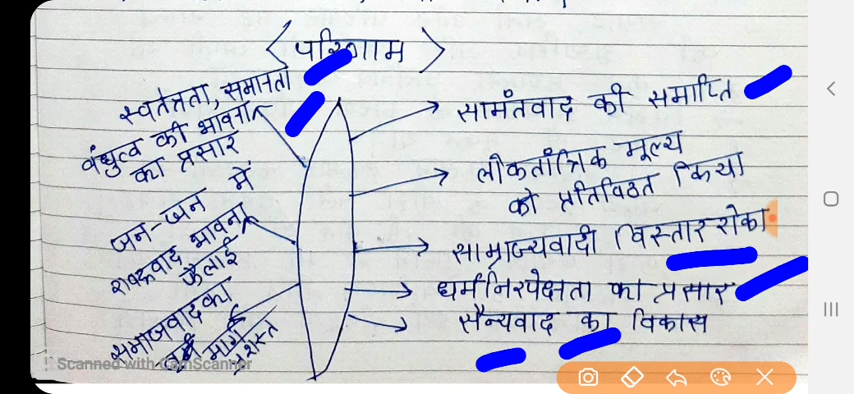 < परिणाम >
स्वतंत्रता, समानता
बंधुत्व की भावना
का प्रसार
जन-जन में
राष्ट्रवाद भावना
फैलाई
समाजवाद का
मार्ग
प्रशस्त
सामंतवाद की समाप्ति
लोकतांत्रिक मूल्य
को प्रतिष्ठित किया
साम्राज्यवादी विस्तार रोका
धर्मनिरपेक्षता का प्रसार
सैन्यवाद का विकास
Scanned with CamScanner